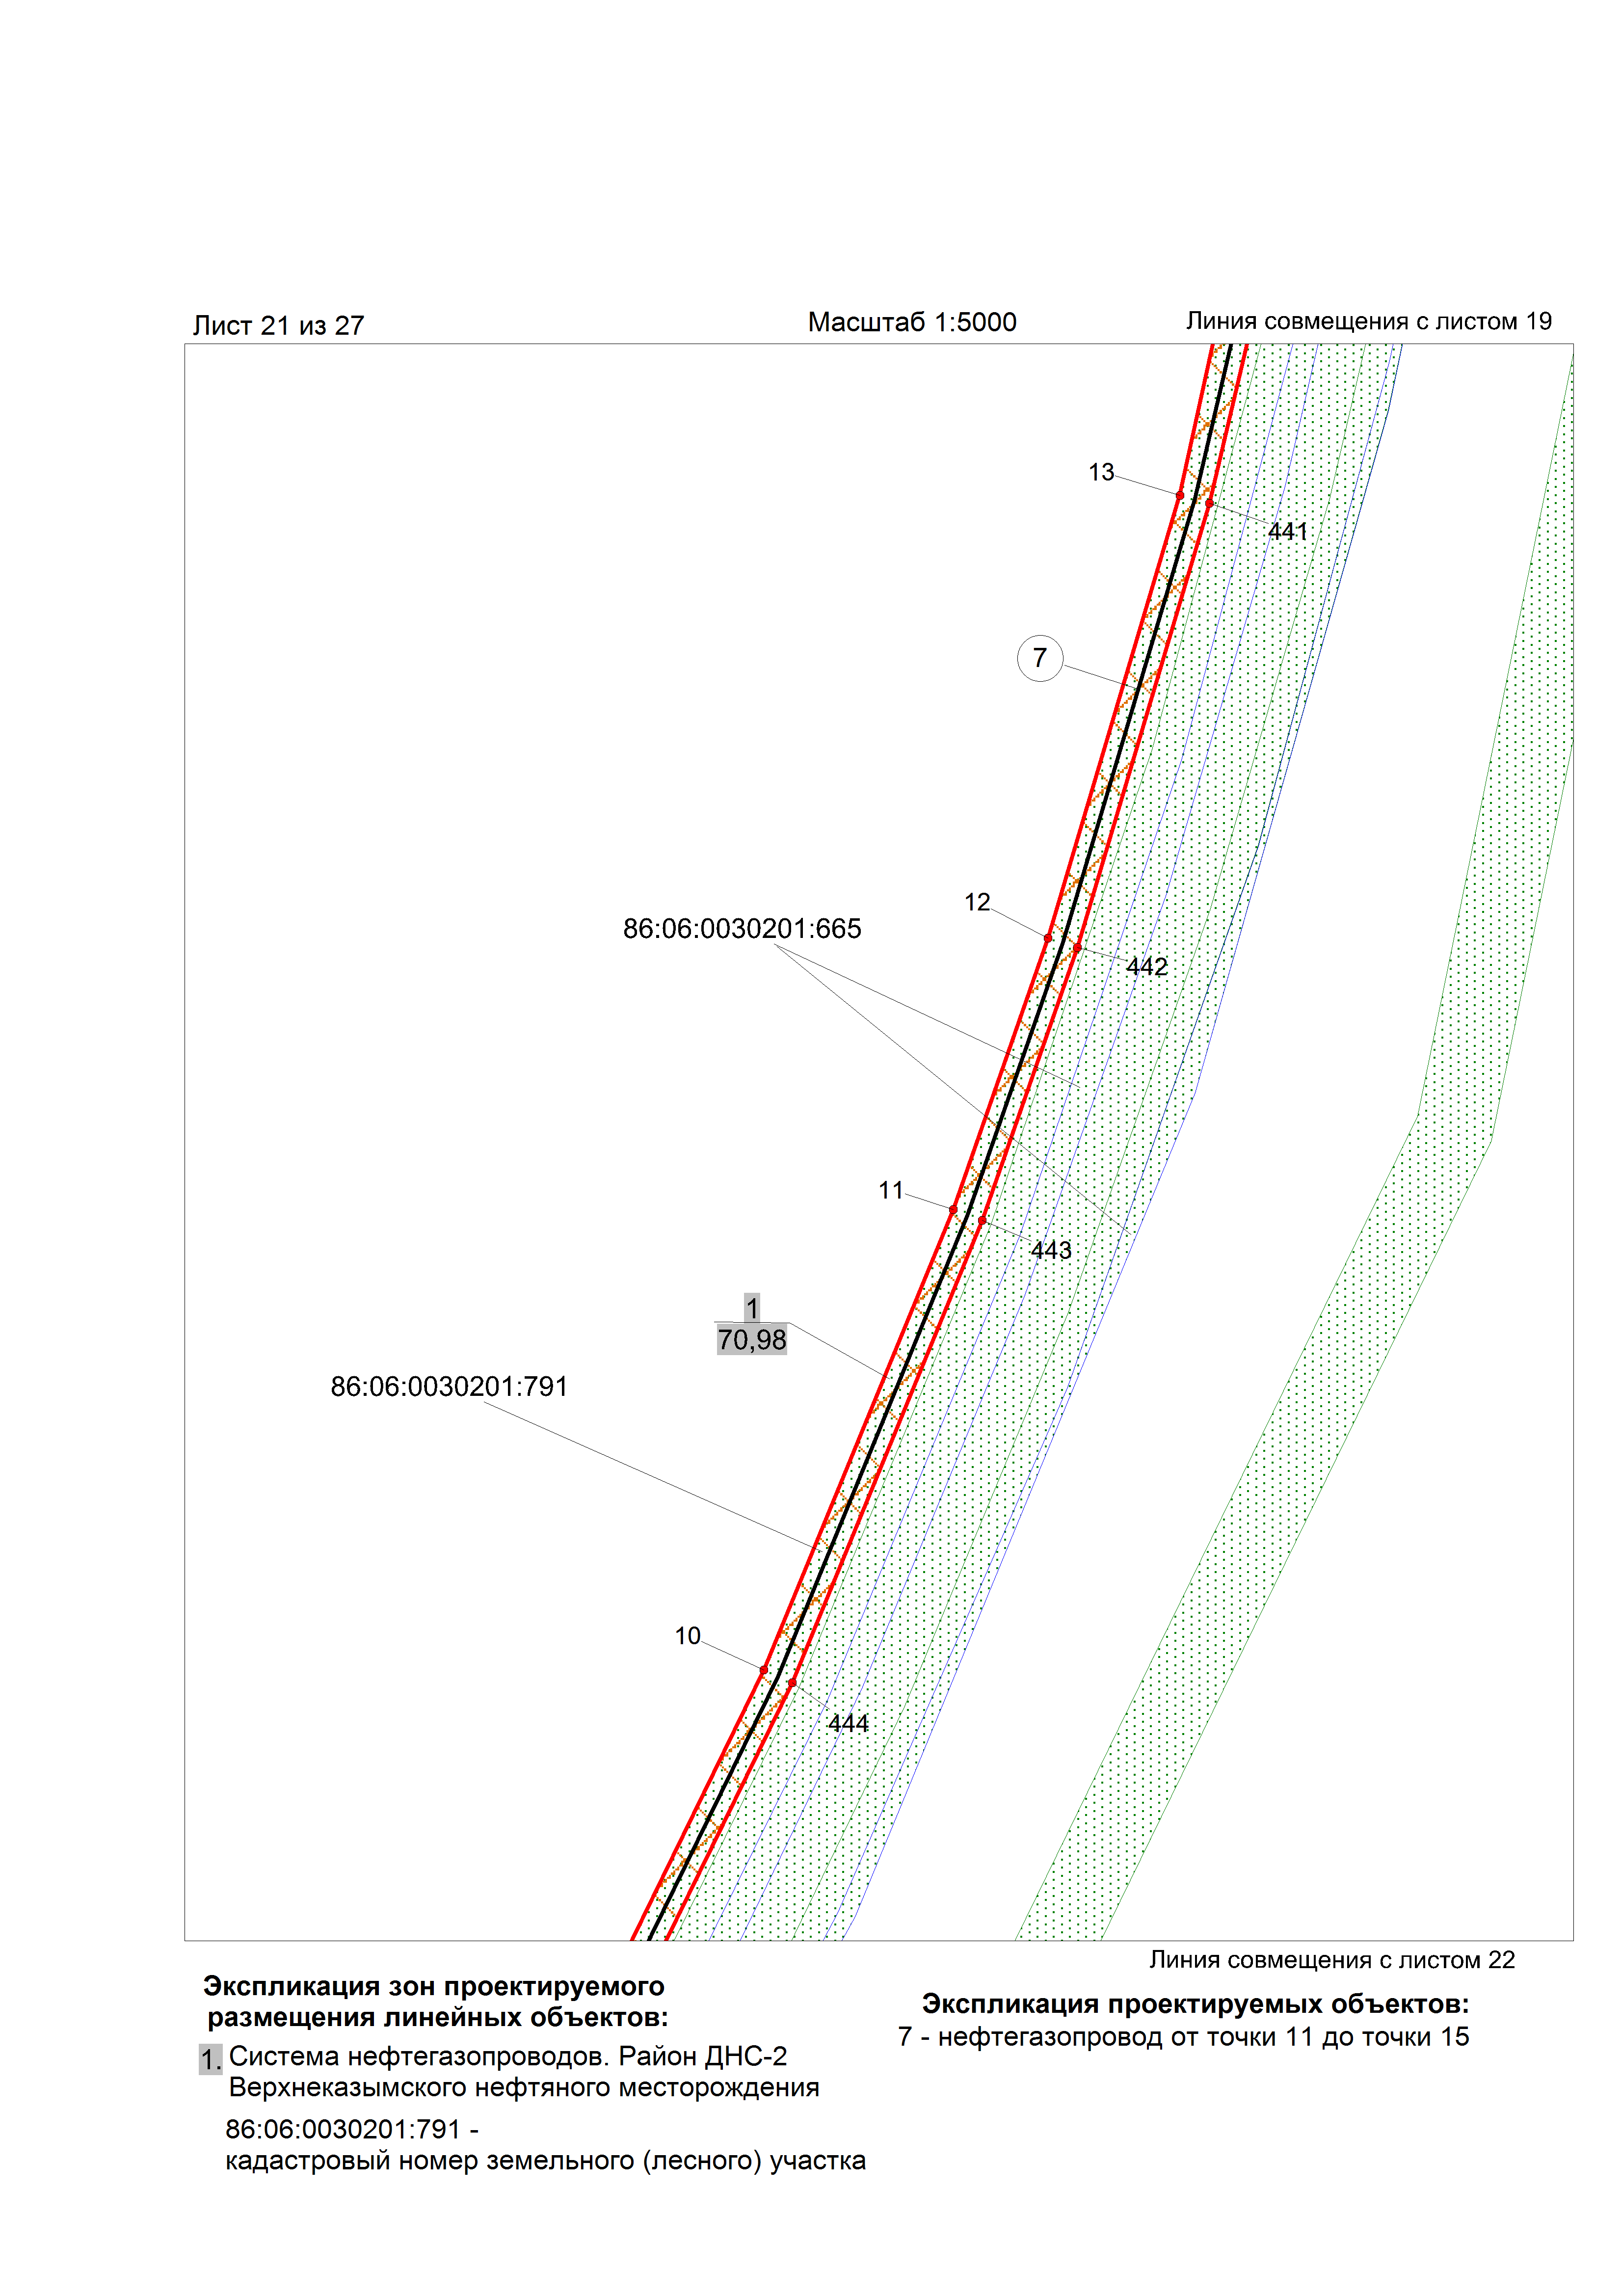 Лист 21 из 27
Масштаб 1:5000
Линия совмещения с листом 19
13
441
7
12
86:06:0030201:665
442
11
443
1
70,98
86:06:0030201:791
10
444
Линия совмещения с листом 22
Экспликация зон проектируемого
размещения линейных объектов:
1. Система нефтегазопроводов. Район ДНС-2
Верхнеказымского нефтяного месторождения
86:06:0030201:791 -
кадастровый номер земельного (лесного) участка
Экспликация проектируемых объектов:
7 - нефтегазопровод от точки 11 до точки 15